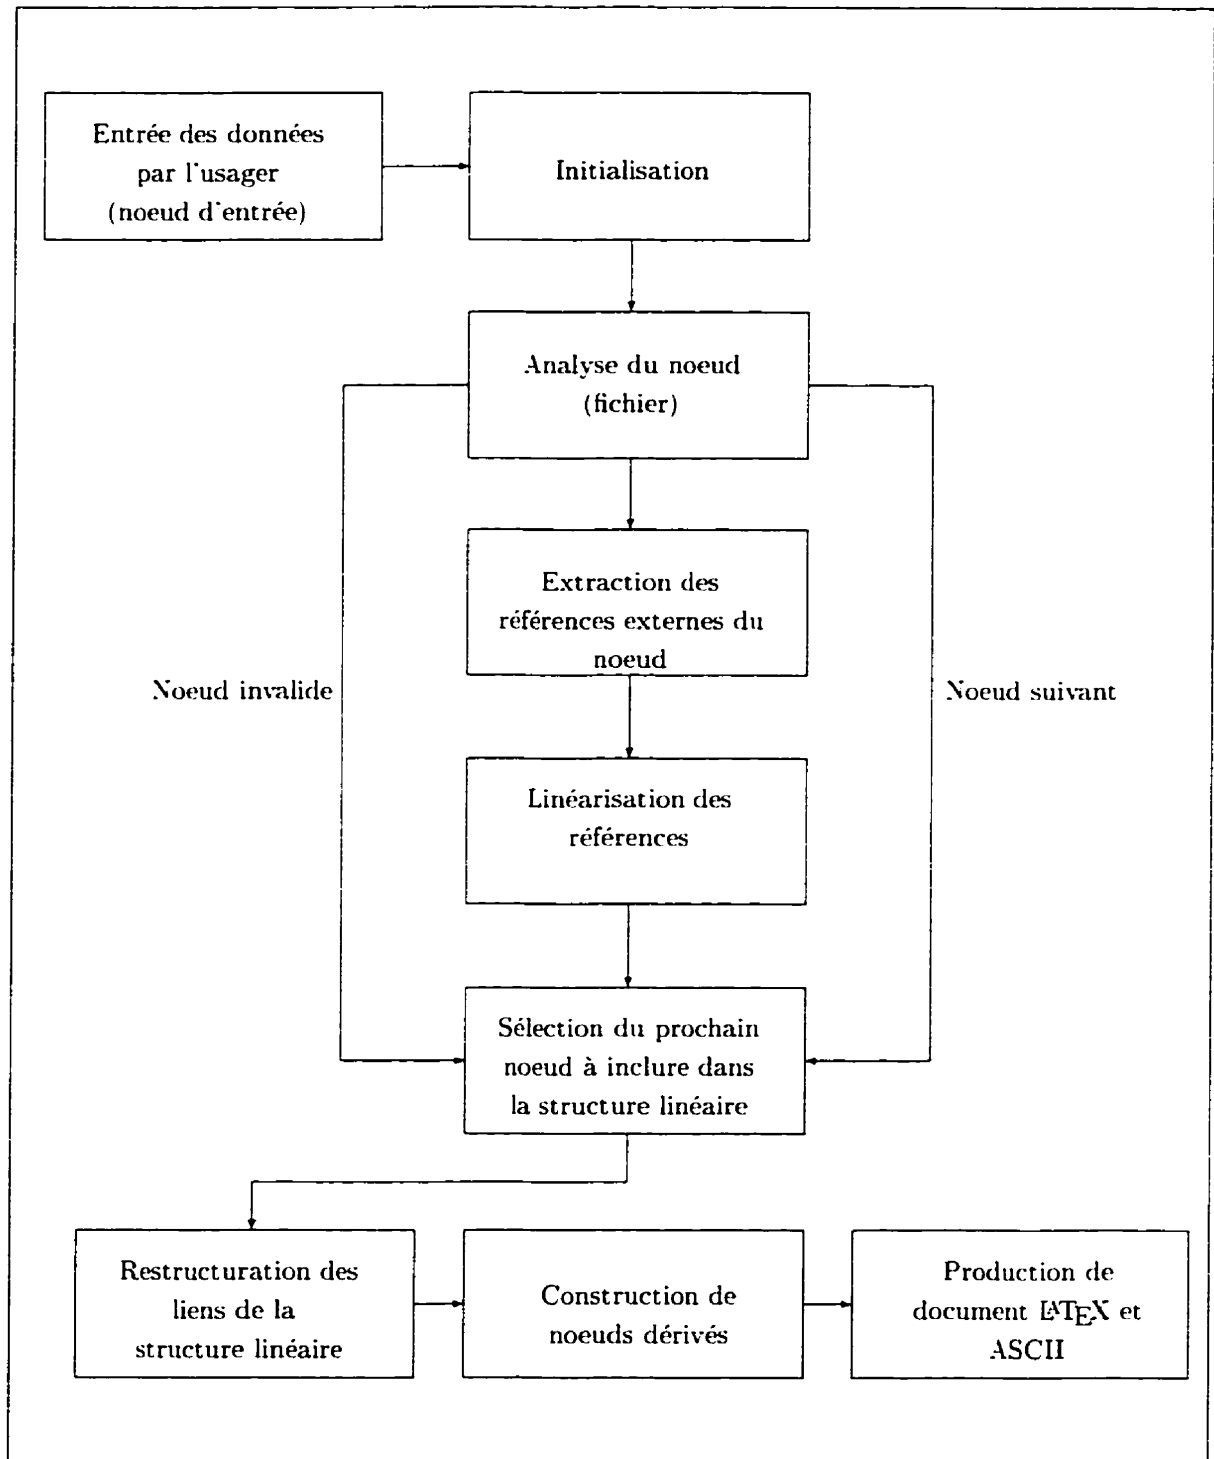 Entrée des données
par l'usager
(noeud d'entrée)
Initialisation
Analyse du noeud
(fichier)
Extraction des
références externes du
noeud
Noeud invalide
Noeud suivant
Linéarisation des
références
Sélection du prochain
noeud à inclure dans
la structure linéaire
Restructuration des
liens de la
structure linéaire
Construction de
noeuds dérivés
Production de
document LATEX et
ASCII